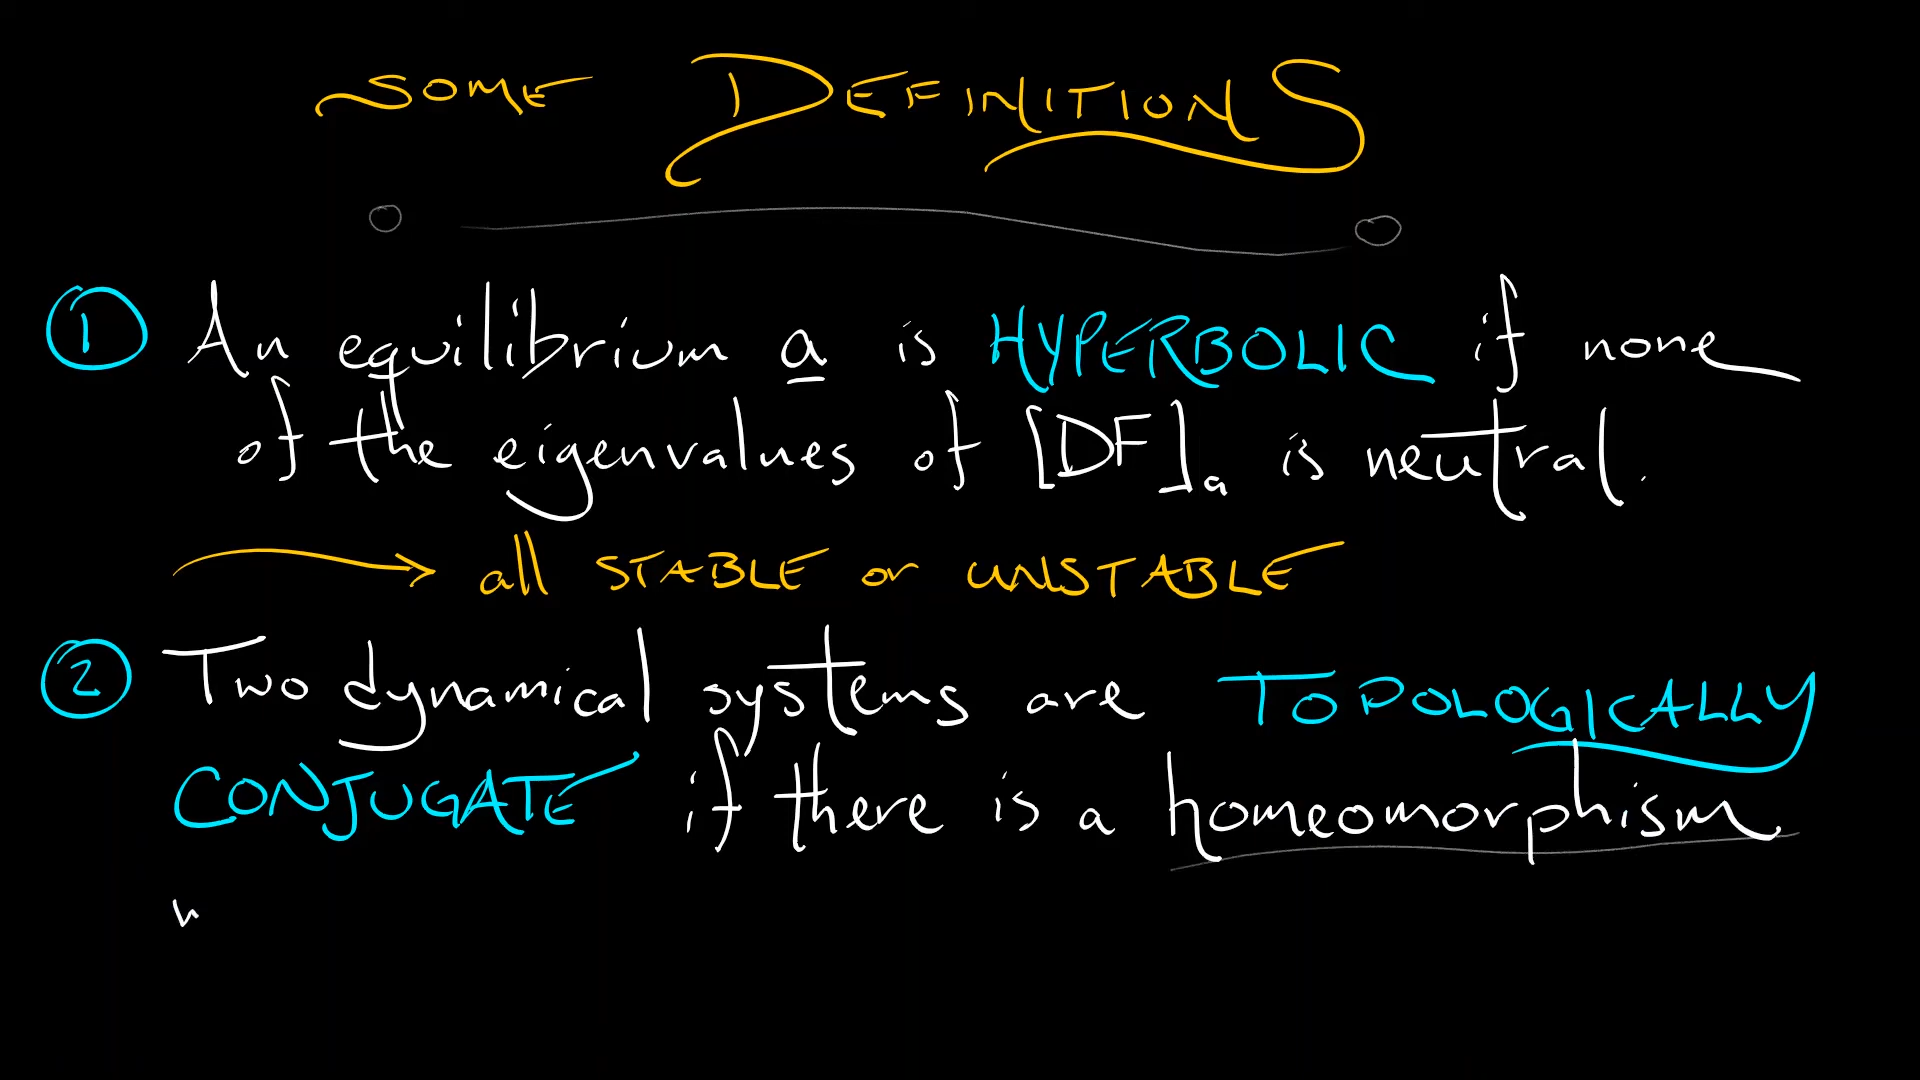 SOME DEFINITIONS
1 An equilibrium a is HYPERBOLIC if none
of the eigenvalues of [DF]a is neutral.
→ all STABLE or UNSTABLE
2 Two dynamical systems are TOPOLOGICALLY
CONJUGATE if there is a homeomorphism